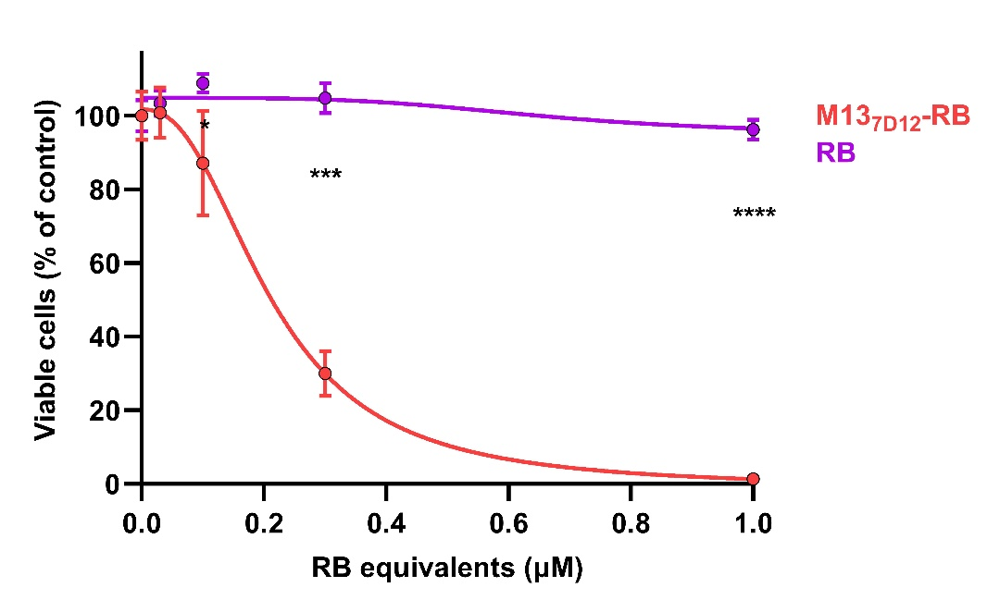 M137D12-RB
RB
*
***
****
Viable cells (% of control)
100
80
60
40
20
0
0.0 0.2 0.4 0.6 0.8 1.0
RB equivalents (µM)